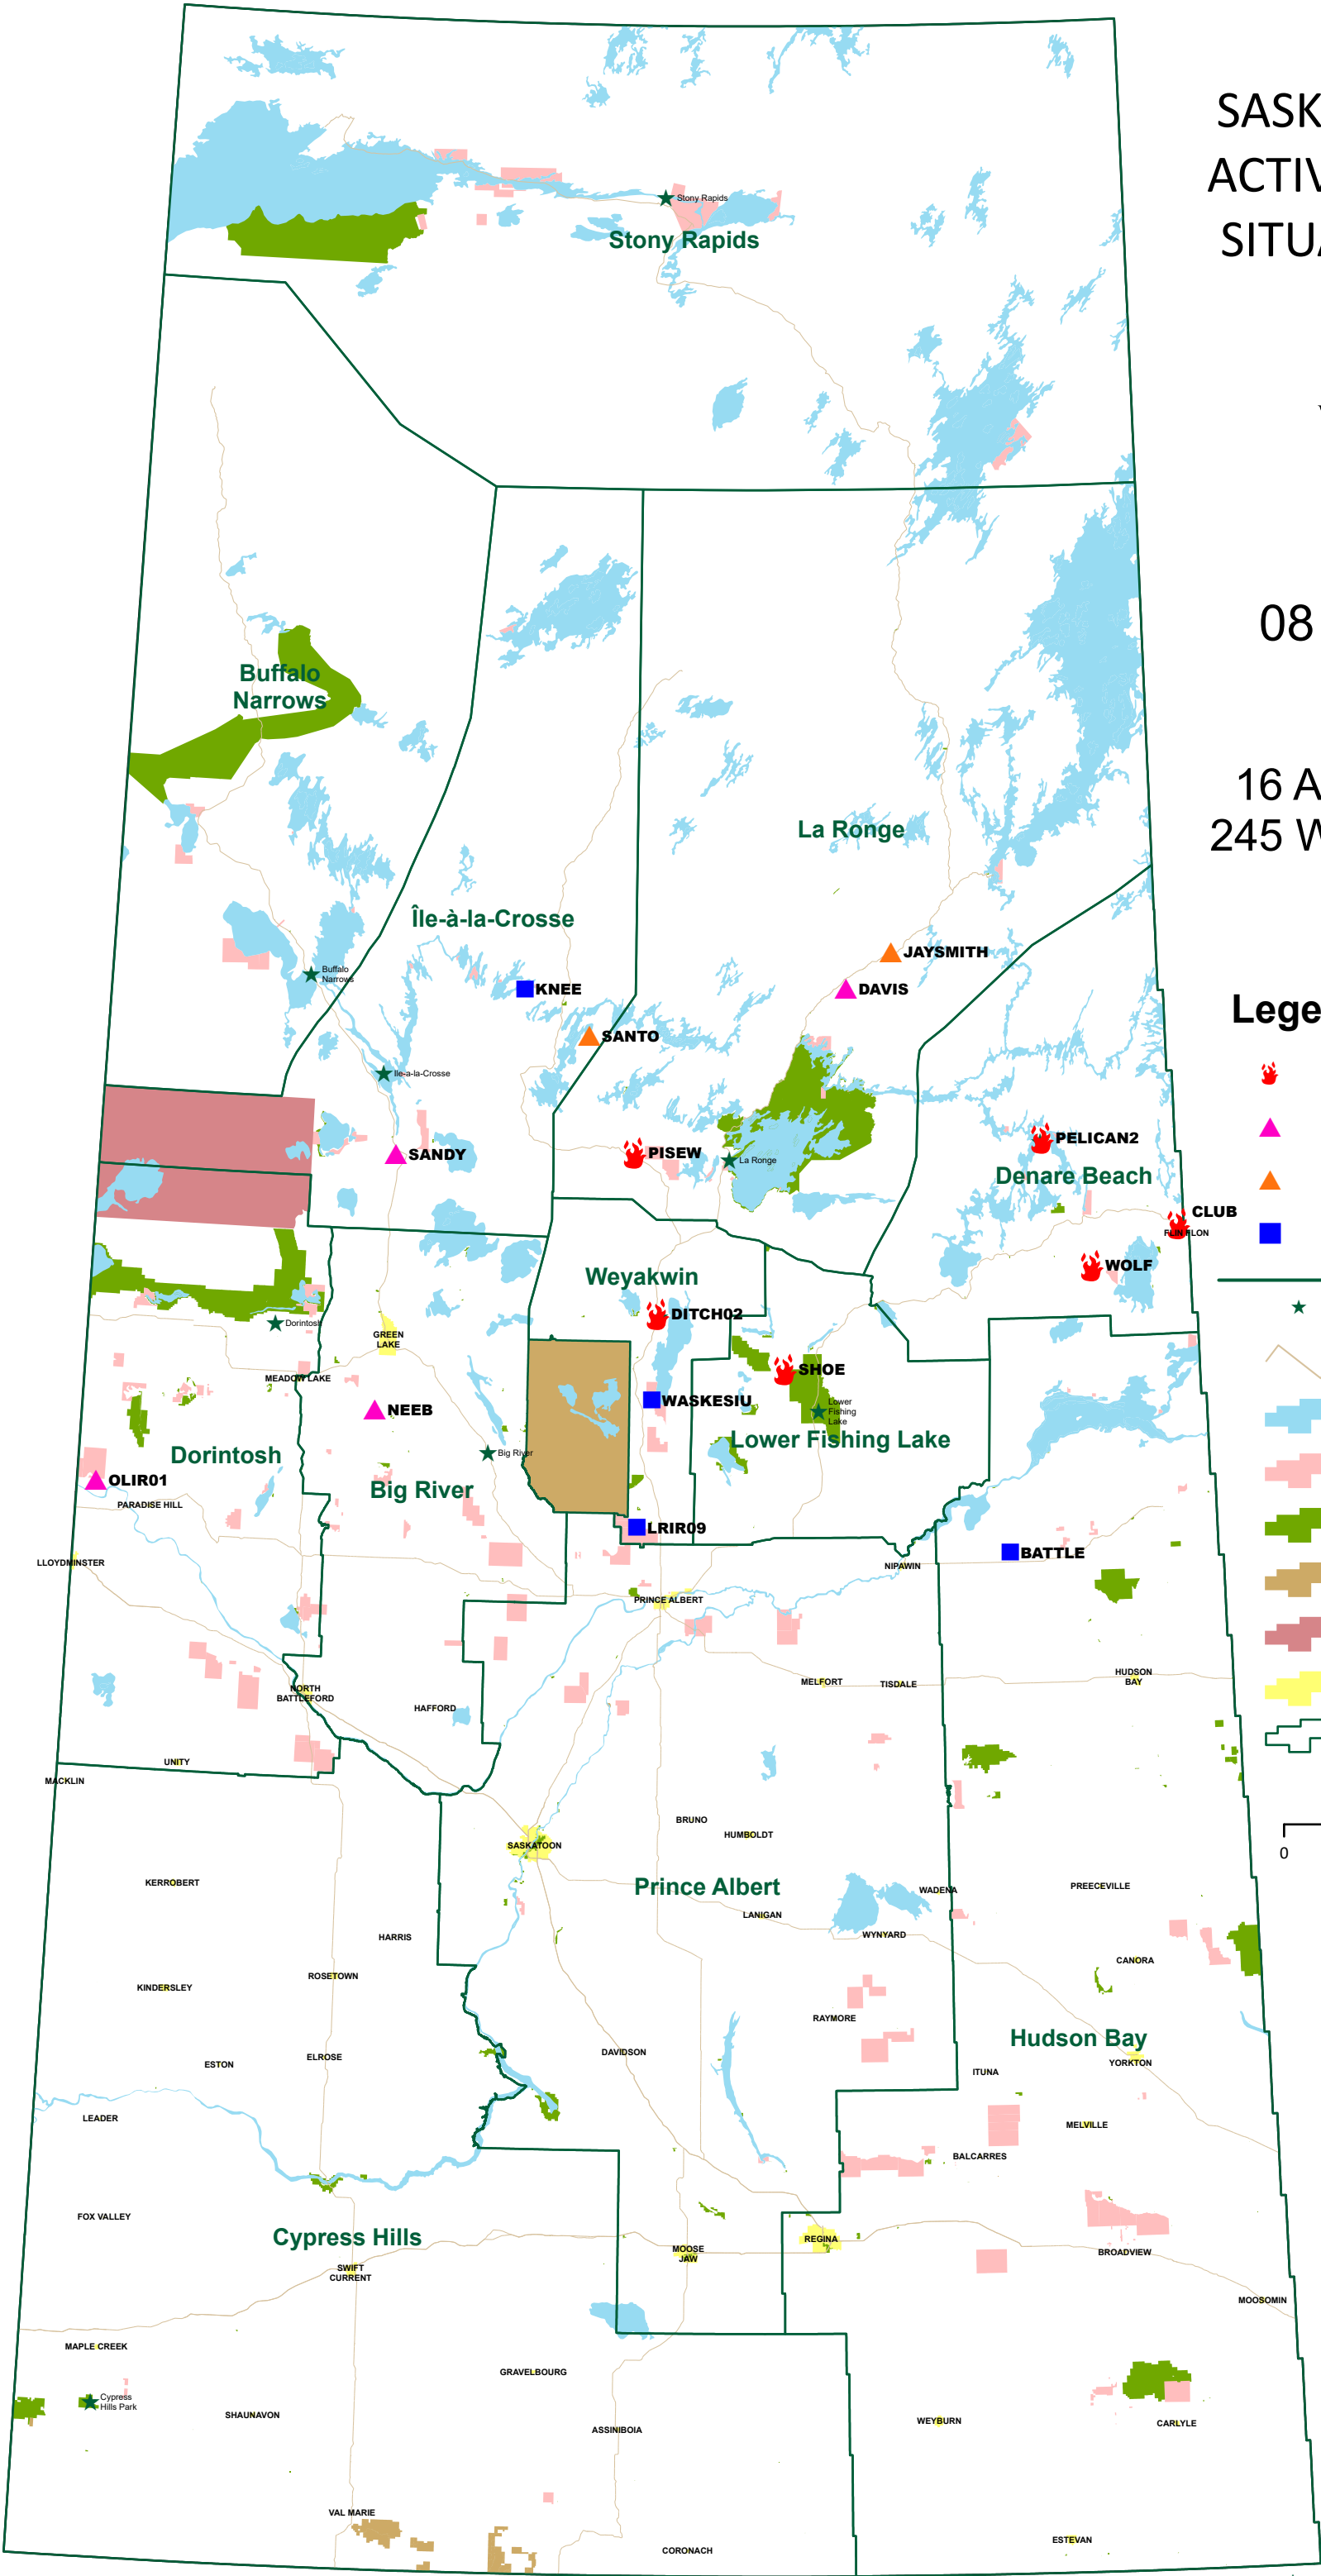 SASK
ACTIV
SITUA
Stony Rapids
Stony Rapids
08
Buffalo
Narrows
16 A
245 W
La Ronge
Île-à-la-Crosse
JAYSMITH
Buffalo
Narrows
KNEE
DAVIS
Lege
SANTO
Ile-a-la-Crosse
PELICAN2
SANDY
PISEW
La Ronge
Denare Beach
CLUB
FLIN FLON
WOLF
Weyakwin
DITCH02
Dorintosh
GREEN
LAKE
SHOE
MEADOW LAKE
WASKESIU
NEEB
Lower
Fishing
Lake
Lower Fishing Lake
Dorintosh
Big River
OLIR01
Big River
PARADISE HILL
LRIR09
BATTLE
LLOYDMINSTER
NIPAWIN
PRINCE ALBERT
HUDSON
BAY
MELFORT
TISDALE
NORTH
BATTLEFORD
HAFFORD
UNITY
MACKLIN
BRUNO
HUMBOLDT
SASKATOON
0
KERROBERT
Prince Albert
WADENA
PREECEVILLE
LANIGAN
HARRIS
WYNYARD
CANORA
ROSETOWN
KINDERSLEY
RAYMORE
Hudson Bay
DAVIDSON
ELROSE
YORKTON
ESTON
ITUNA
LEADER
MELVILLE
BALCARRES
FOX VALLEY
Cypress Hills
REGINA
MOOSE
JAW
BROADVIEW
SWIFT
CURRENT
MOOSOMIN
MAPLE CREEK
GRAVELBOURG
Cypress
Hills Park
SHAUNAVON
WEYBURN
CARLYLE
ASSINIBOIA
VAL MARIE
ESTEVAN
CORONACH